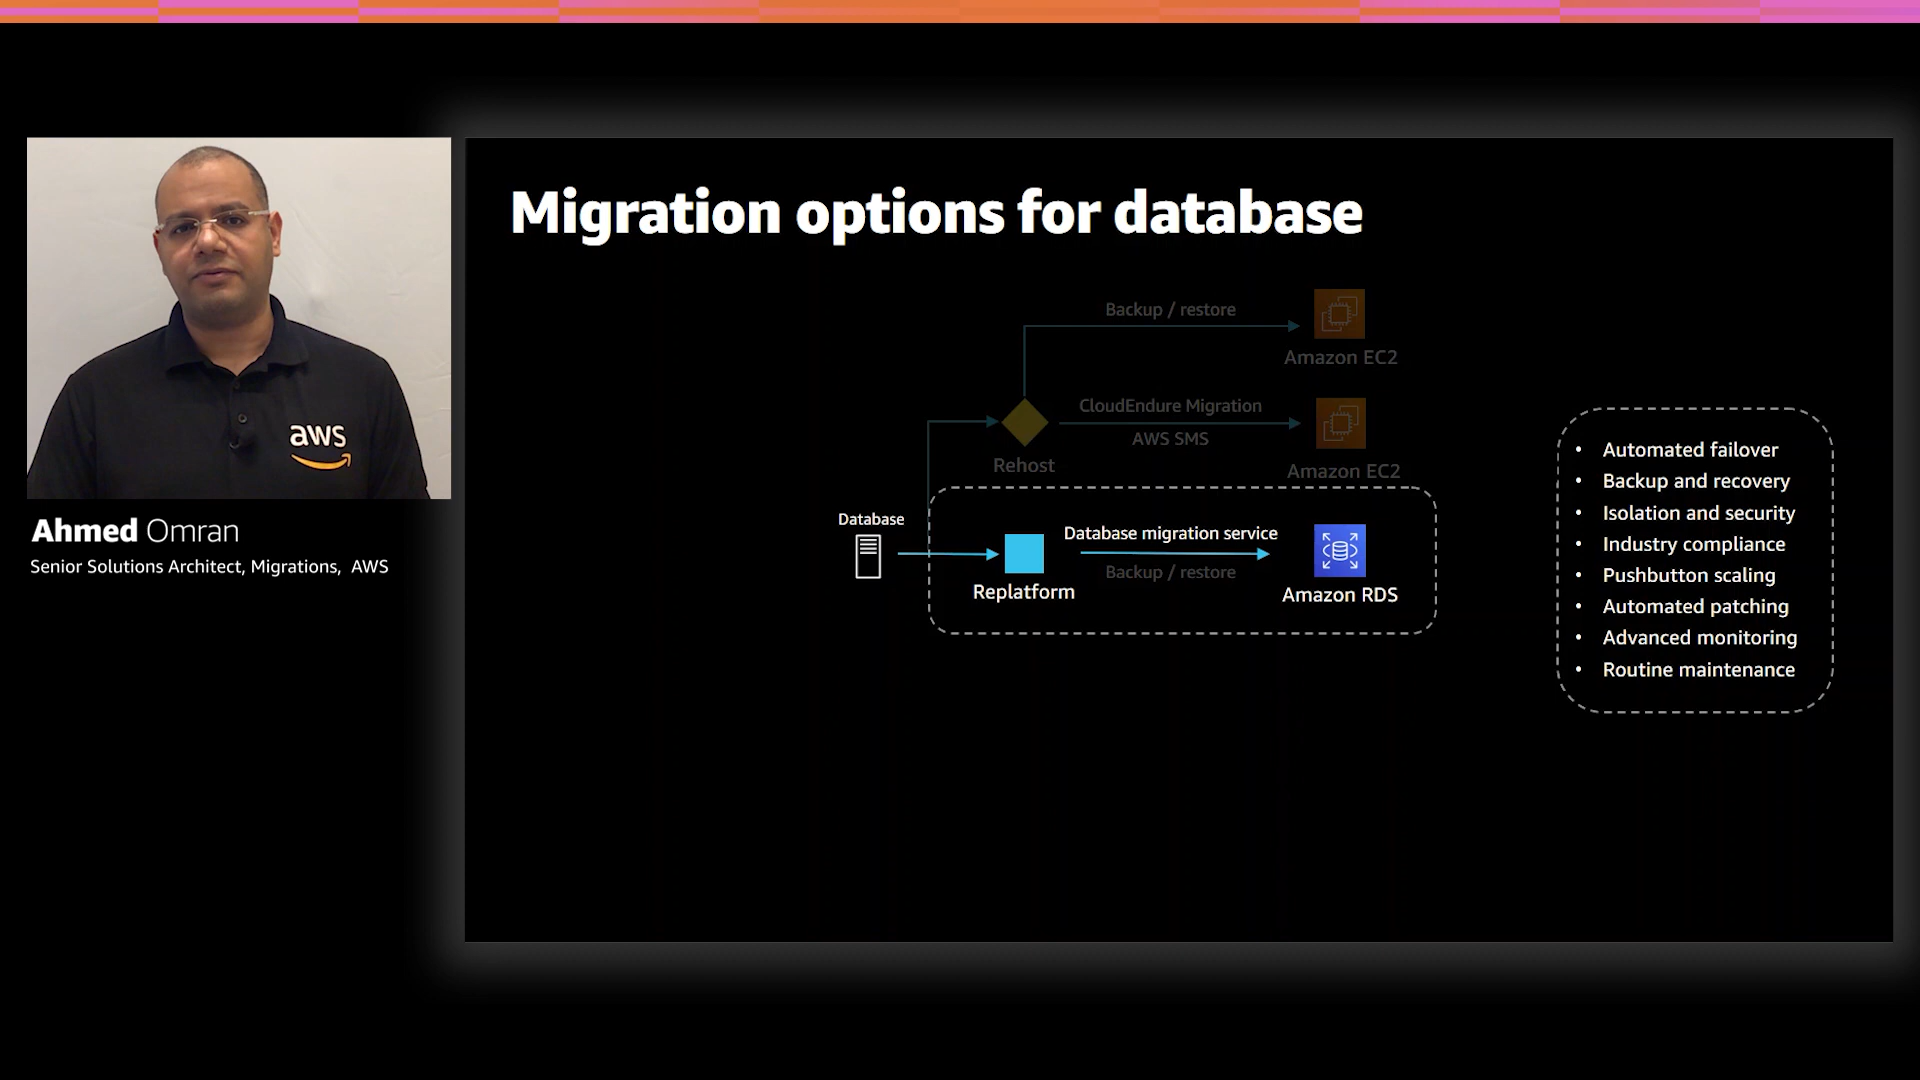 Migration options for database
Backup / restore
Amazon EC2
CloudEndure Migration
AWS SMS
Rehost
Amazon EC2
Database
Database migration service
Backup / restore
Replatform
Amazon RDS
• Automated failover
• Backup and recovery
• Isolation and security
• Industry compliance
• Pushbutton scaling
• Automated patching
• Advanced monitoring
• Routine maintenance
aws
Ahmed Omran
Senior Solutions Architect, Migrations, AWS